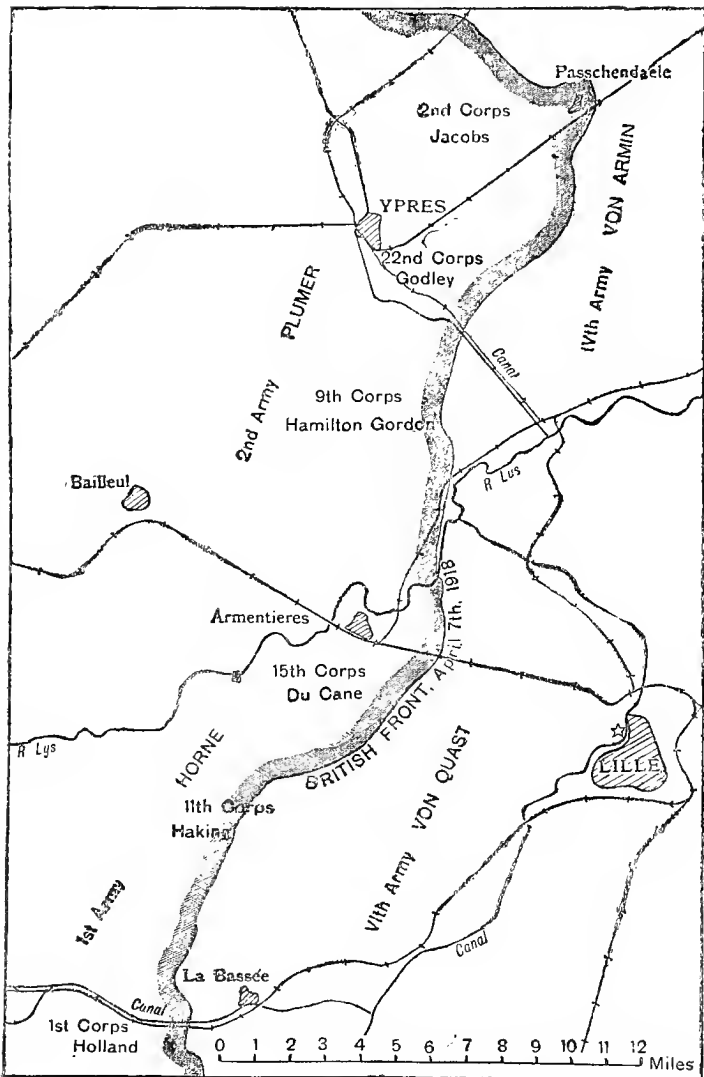 Passchendaele
2nd Corps
Jacobs
YPRES
22nd Corps
Godley
IVth Army VON ARMIN
2nd Army PLUMER
Canal
9th Corps
Hamilton Gordon
R Lys
Bailleul
Armentieres
15th Corps
Du Cane
BRITISH FRONT, April 7th, 1918
R Lys
LILLE
1st Army HORNE
11th Corps
Haking
VIth Army VON QUAST
Canal
La Bassée
Canal
1st Corps
Holland
0 1 2 3 4 5 6 7 8 9 10 11 12
Miles